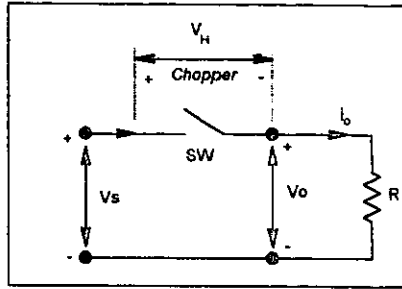 V_H
+ Chopper -
+ SW + I_o
Vs Vo R
- -